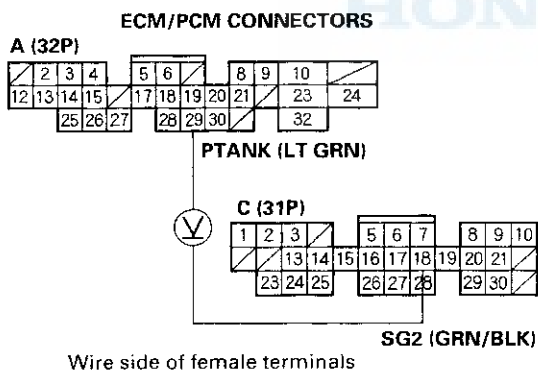 HON
ECM/PCM CONNECTORS
A (32P)
2 3 4 5 6 8 9 10
12 13 14 15 17 18 19 20 21 23 24
25 26 27 28 29 30 32
PTANK (LT GRN)
V
C (31P)
1 2 3 5 6 7 8 9 10
13 14 15 16 17 18 19 20 21
23 24 25 26 27 28 29 30
SG2 (GRN/BLK)
Wire side of female terminals